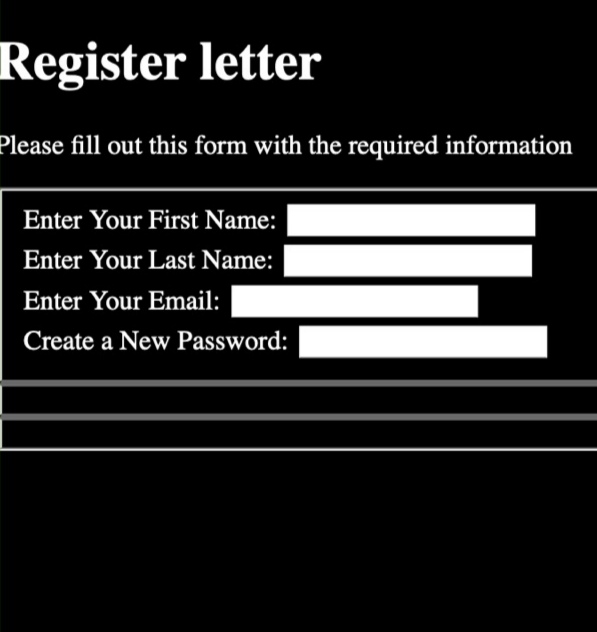 Register letter
Please fill out this form with the required information
Enter Your First Name:
Enter Your Last Name:
Enter Your Email:
Create a New Password: